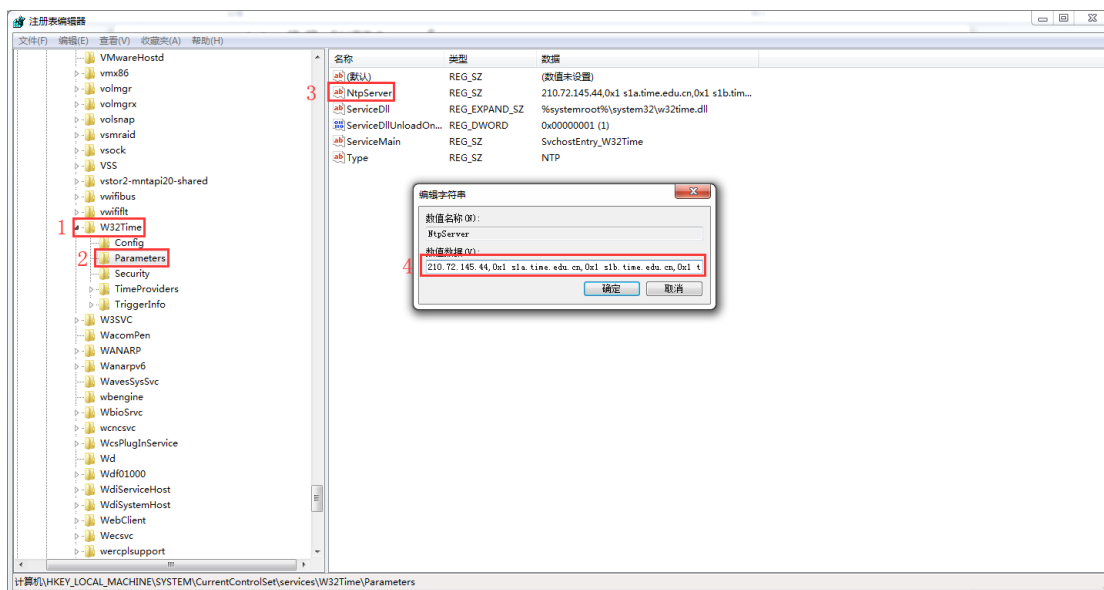 注册表编辑器
文件(F) 编辑(E) 查看(V) 收藏夹(A) 帮助(H)
VMwareHostd
vmx86
volmgr
volmgrx
volsnap
vsmraid
vsock
VSS
vstor2-mntapi20-shared
vwifibus
vwififlt
1 W32Time
Config
2 Parameters
Security
TimeProviders
TriggerInfo
W3SVC
WacomPen
WANARP
Wanarpv6
WavesSysSvc
wbengine
WbioSrvc
wcncsvc
WcsPlugInService
Wd
Wdf01000
WdiServiceHost
WdiSystemHost
WebClient
Wecsvc
wercplsupport
名称 类型 数据
(默认) REG_SZ (数值未设置)
3 NtpServer REG_SZ 210.72.145.44,0x1 s1a.time.edu.cn,0x1 s1b.tim...
ServiceDll REG_EXPAND_SZ %systemroot%\system32\w32time.dll
ServiceDllUnloadOn... REG_DWORD 0x00000001 (1)
ServiceMain REG_SZ SvchostEntry_W32Time
Type REG_SZ NTP
编辑字符串
数值名称(N):
NtpServer
数值数据(V):
4 210.72.145.44,0x1 s1a.time.edu.cn,0x1 s1b.time.edu.cn,0x1 t
确定 取消
计算机\HKEY_LOCAL_MACHINE\SYSTEM\CurrentControlSet\services\W32Time\Parameters